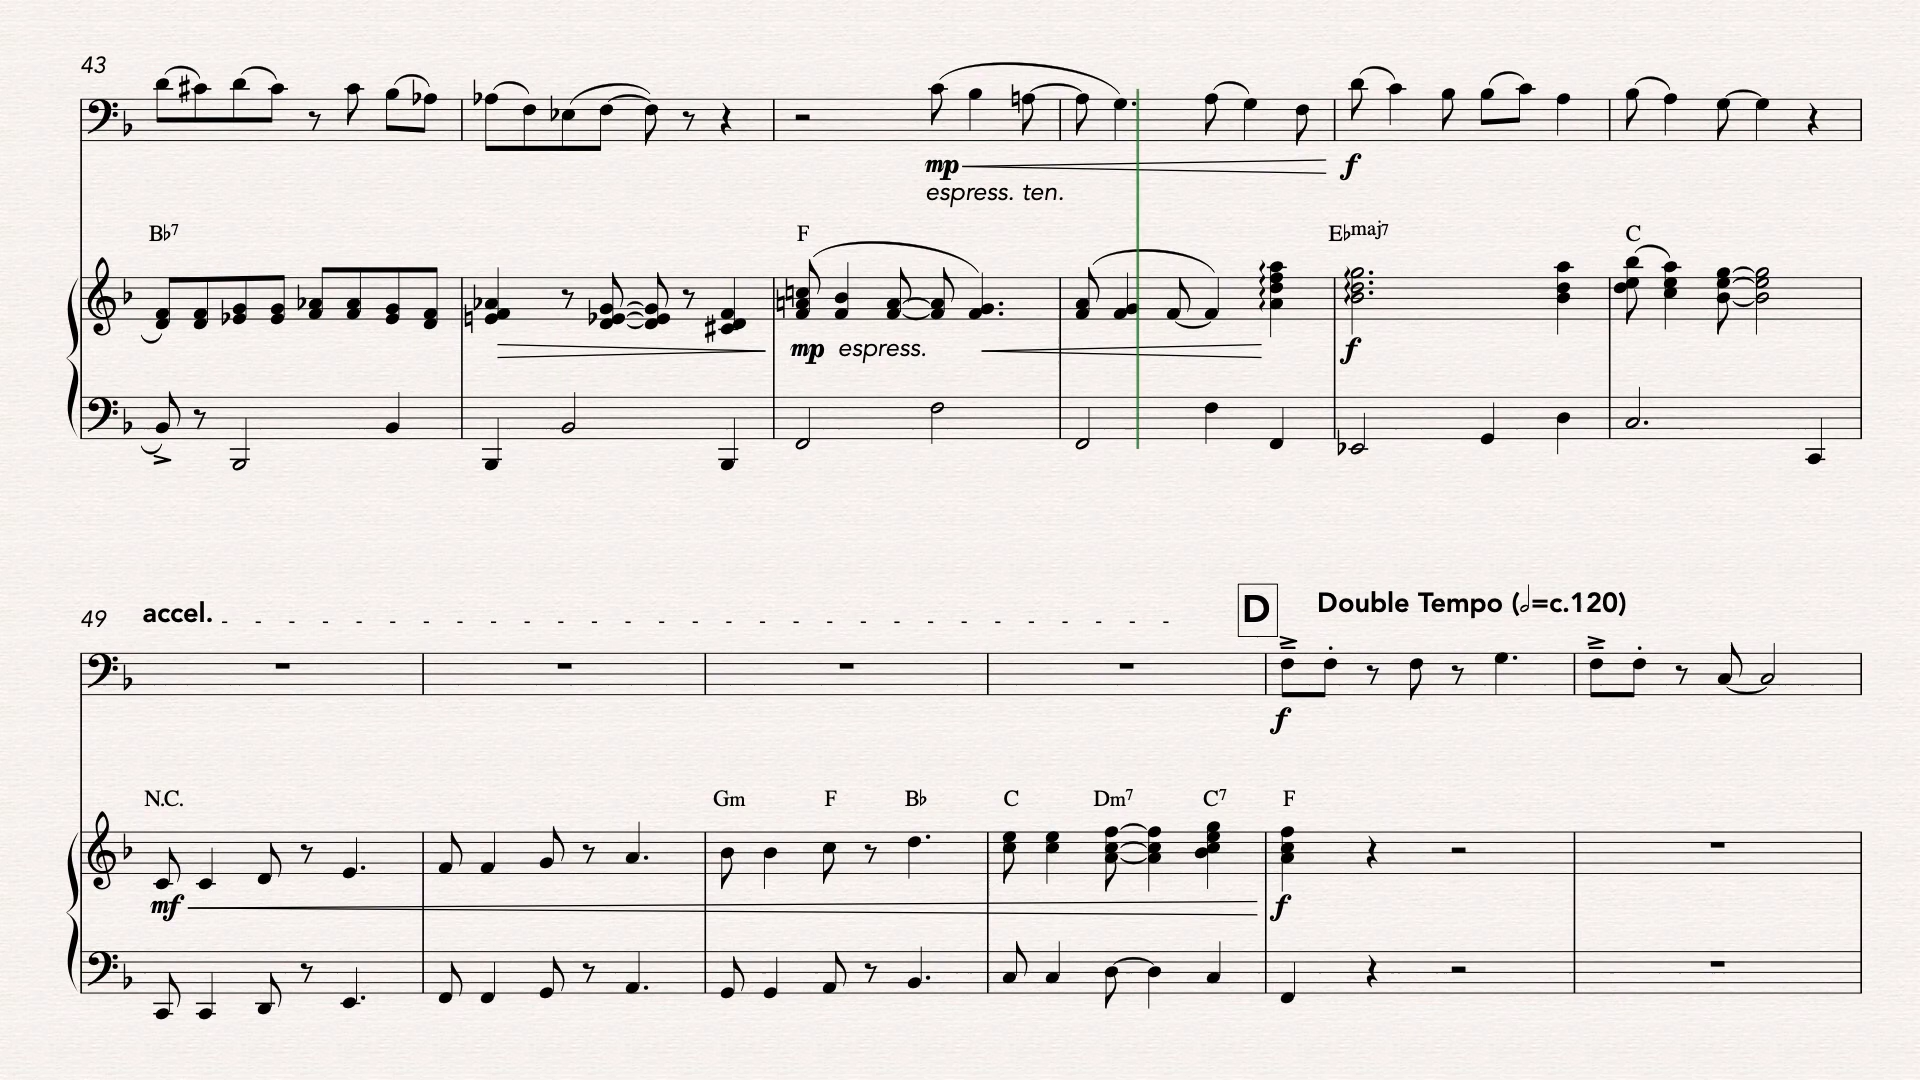 43
mp
espress. ten.
f
B♭7
F
E♭maj7
C
mp espress.
f
49 accel.
D Double Tempo (𝅗𝅥=c.120)
f
N.C. Gm F B♭ C Dm7 C7 F
mf
f